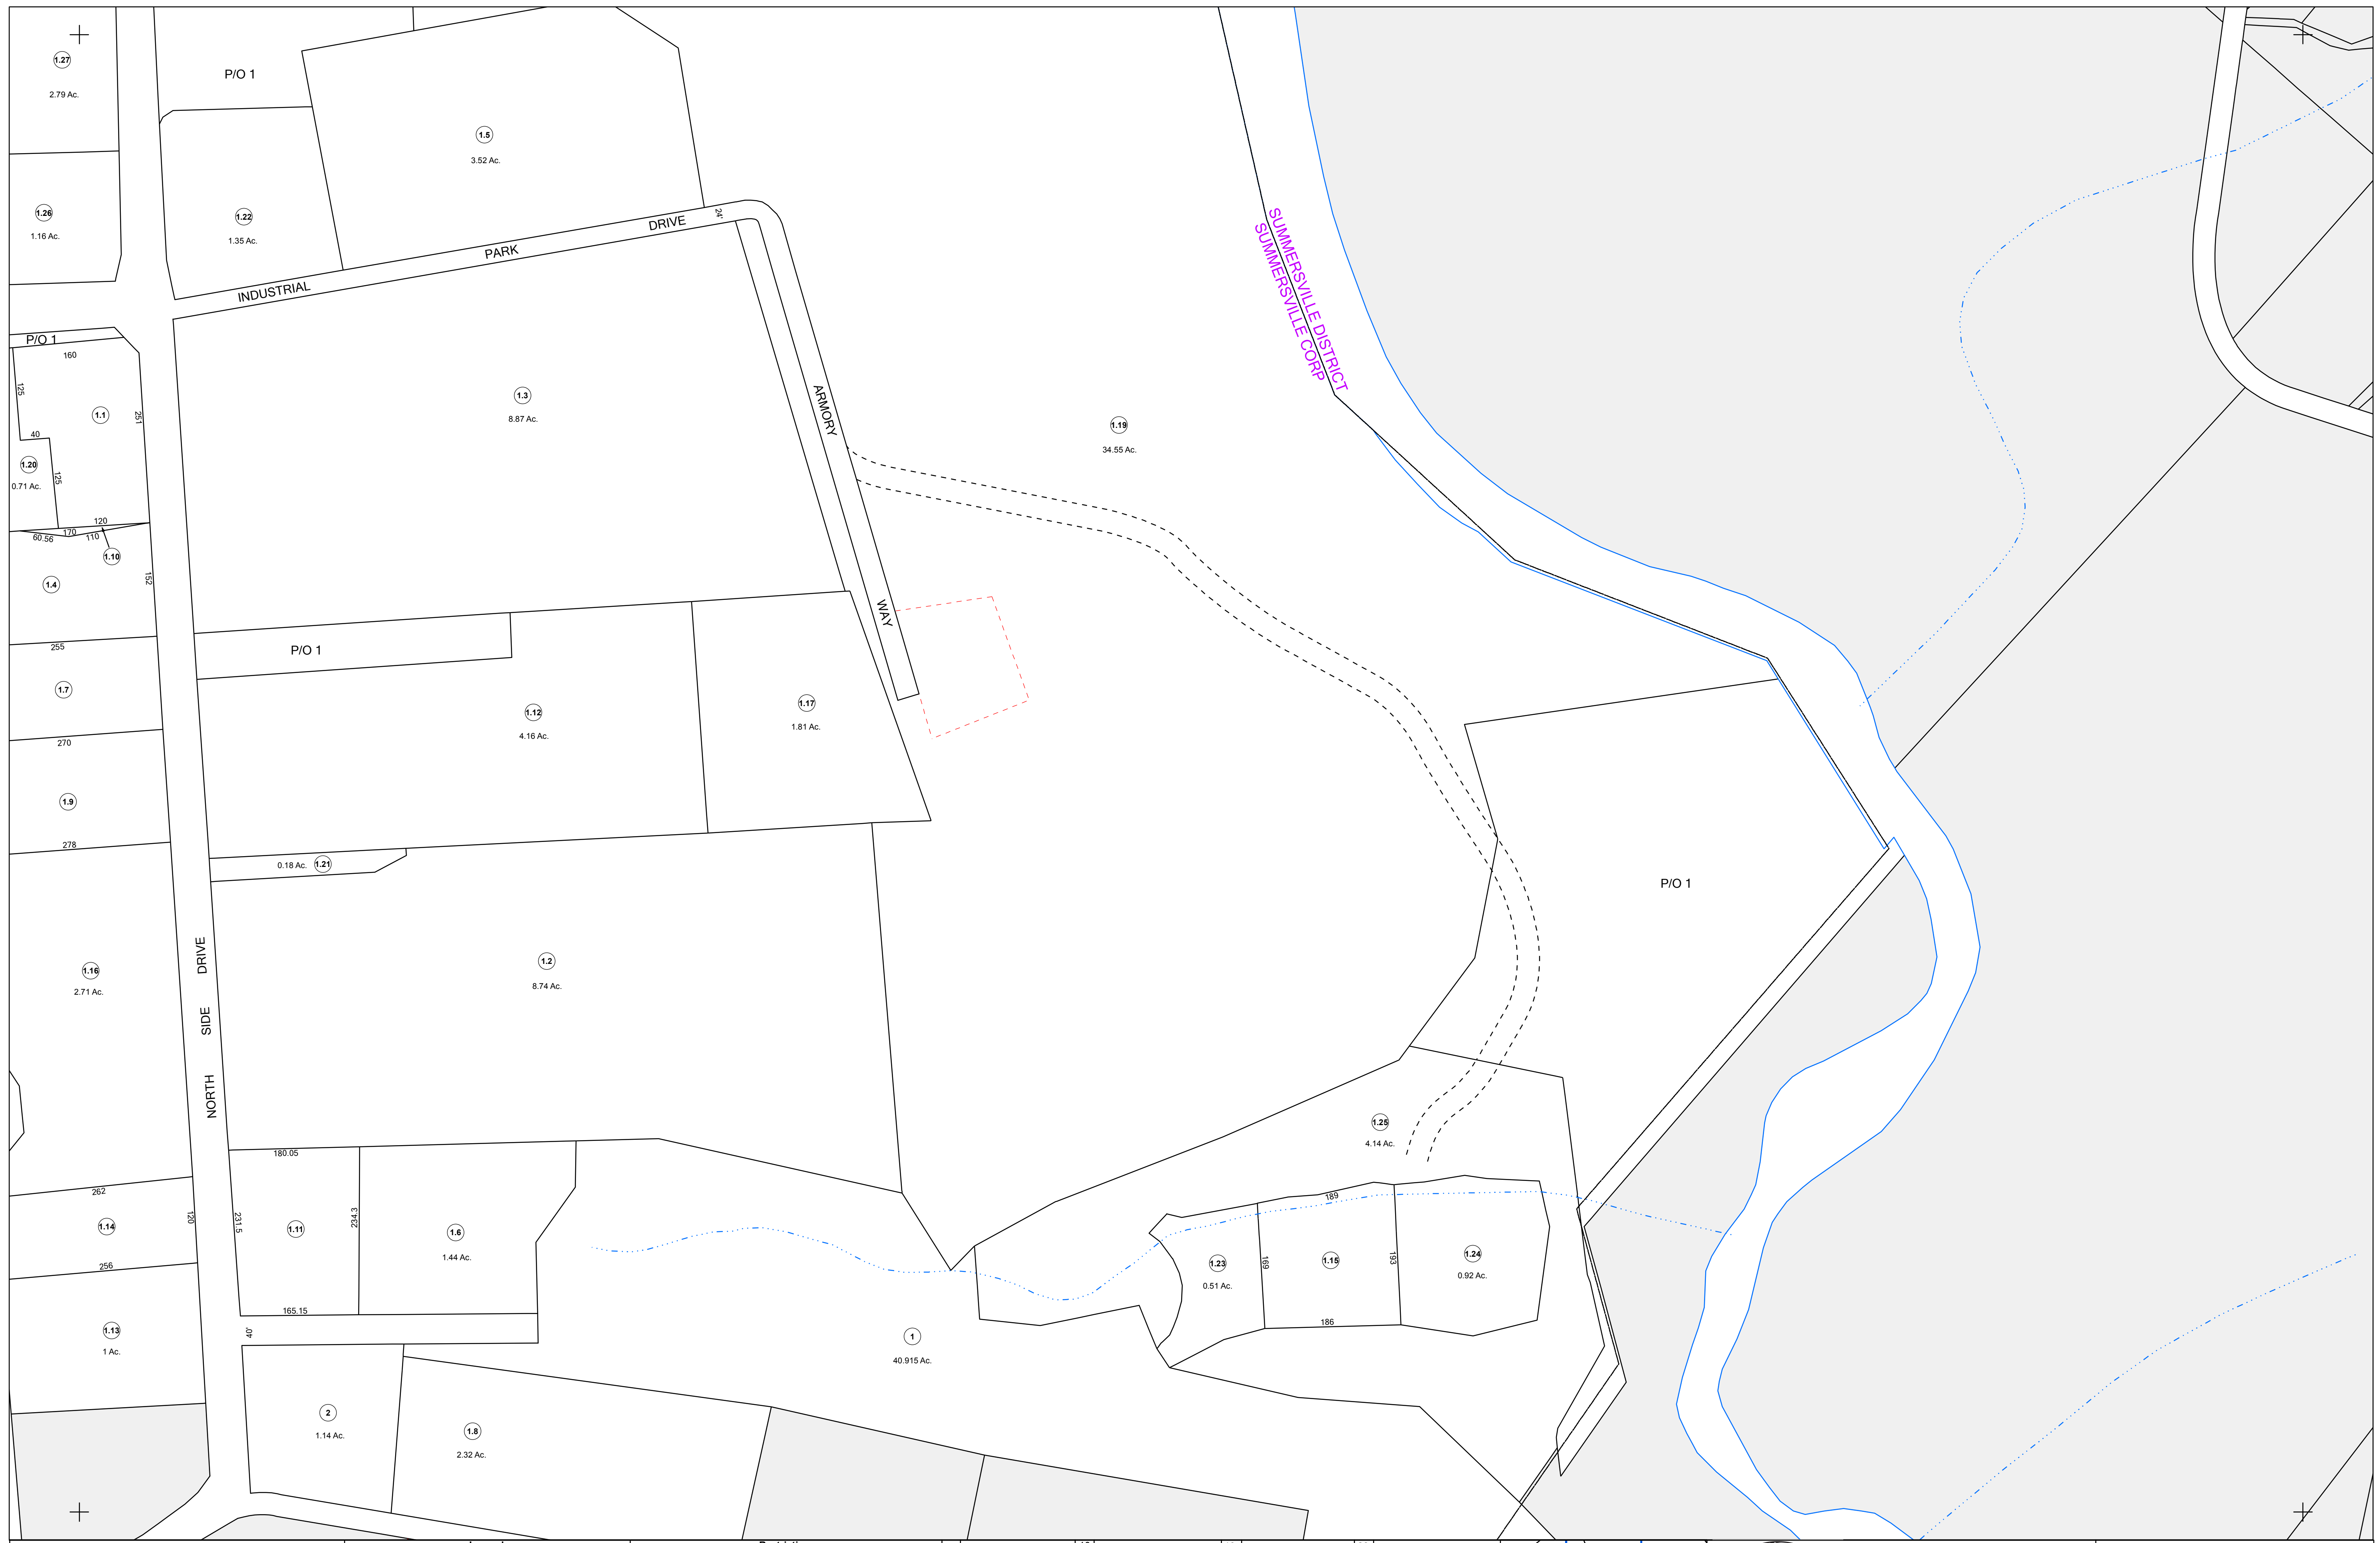 1.27
2.79 Ac.
P/O 1
1.5
3.52 Ac.
1.26
1.16 Ac.
1.22
1.35 Ac.
24'
INDUSTRIAL PARK DRIVE
SUMMERSVILLE DISTRICT
SUMMERSVILLE CORP
P/O 1
160
125
1.1
251
40
1.20
0.71 Ac.
125
120
170
60.56
110
1.10
1.4
152
1.3
8.87 Ac.
ARMORY WAY
1.19
34.55 Ac.
255
P/O 1
1.7
1.12
4.16 Ac.
1.17
1.81 Ac.
270
1.9
278
0.18 Ac.
1.21
P/O 1
1.16
2.71 Ac.
NORTH SIDE DRIVE
1.2
8.74 Ac.
1.25
4.14 Ac.
180.05
262
120
231.5
234.3
1.14
1.11
1.6
1.44 Ac.
189
1.23
0.51 Ac.
169
1.15
193
1.24
0.92 Ac.
256
165.15
40'
186
1.13
1 Ac.
1
40.915 Ac.
2
1.14 Ac.
1.8
2.32 Ac.